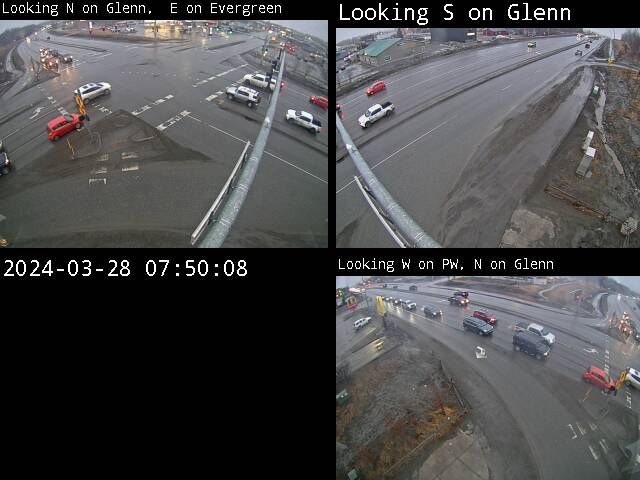 Looking N on Glenn, E on Evergreen
Looking S on Glenn
2024-03-28 07:50:08
Looking W on PW, N on Glenn